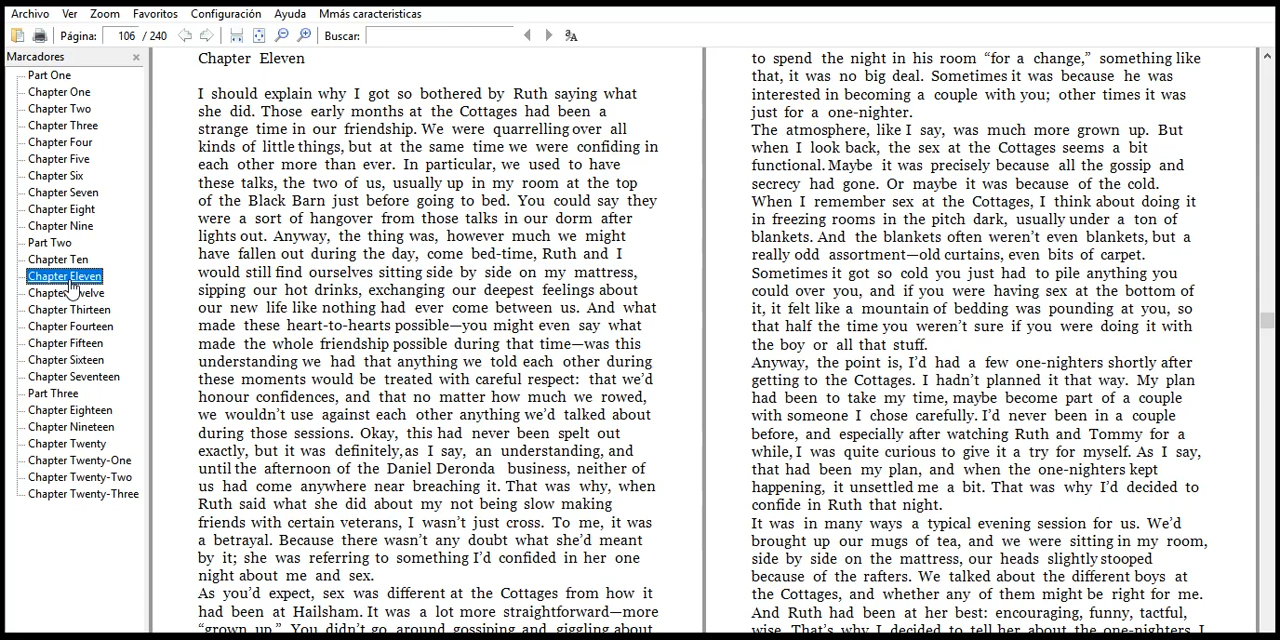 Archivo Ver Zoom Favoritos Configuración Ayuda Mmás caracteristicas
Página: 106 / 240 Buscar:
Marcadores
Part One
Chapter One
Chapter Two
Chapter Three
Chapter Four
Chapter Five
Chapter Six
Chapter Seven
Chapter Eight
Chapter Nine
Part Two
Chapter Ten
Chapter Eleven
Chapter Twelve
Chapter Thirteen
Chapter Fourteen
Chapter Fifteen
Chapter Sixteen
Chapter Seventeen
Part Three
Chapter Eighteen
Chapter Nineteen
Chapter Twenty
Chapter Twenty-One
Chapter Twenty-Two
Chapter Twenty-Three
Chapter Eleven
I should explain why I got so bothered by Ruth saying what
she did. Those early months at the Cottages had been a
strange time in our friendship. We were quarrelling over all
kinds of little things, but at the same time we were confiding in
each other more than ever. In particular, we used to have
these talks, the two of us, usually up in my room at the top
of the Black Barn just before going to bed. You could say they
were a sort of hangover from those talks in our dorm after
lights out. Anyway, the thing was, however much we might
have fallen out during the day, come bed-time, Ruth and I
would still find ourselves sitting side by side on my mattress,
sipping our hot drinks, exchanging our deepest feelings about
our new life like nothing had ever come between us. And what
made these heart-to-hearts possible—you might even say what
made the whole friendship possible during that time—was this
understanding we had that anything we told each other during
these moments would be treated with careful respect: that we’d
honour confidences, and that no matter how much we rowed,
we wouldn’t use against each other anything we’d talked about
during those sessions. Okay, this had never been spelt out
exactly, but it was definitely, as I say, an understanding, and
until the afternoon of the Daniel Deronda business, neither of
us had come anywhere near breaching it. That was why, when
Ruth said what she did about my not being slow making
friends with certain veterans, I wasn’t just cross. To me, it was
a betrayal. Because there wasn’t any doubt what she’d meant
by it; she was referring to something I’d confided in her one
night about me and sex.
As you’d expect, sex was different at the Cottages from how it
had been at Hailsham. It was a lot more straightforward—more
“grown up.” You didn’t go around gossiping and giggling about
to spend the night in his room “for a change,” something like
that, it was no big deal. Sometimes it was because he was
interested in becoming a couple with you; other times it was
just for a one-nighter.
The atmosphere, like I say, was much more grown up. But
when I look back, the sex at the Cottages seems a bit
functional. Maybe it was precisely because all the gossip and
secrecy had gone. Or maybe it was because of the cold.
When I remember sex at the Cottages, I think about doing it
in freezing rooms in the pitch dark, usually under a ton of
blankets. And the blankets often weren’t even blankets, but a
really odd assortment—old curtains, even bits of carpet.
Sometimes it got so cold you just had to pile anything you
could over you, and if you were having sex at the bottom of
it, it felt like a mountain of bedding was pounding at you, so
that half the time you weren’t sure if you were doing it with
the boy or all that stuff.
Anyway, the point is, I’d had a few one-nighters shortly after
getting to the Cottages. I hadn’t planned it that way. My plan
had been to take my time, maybe become part of a couple
with someone I chose carefully. I’d never been in a couple
before, and especially after watching Ruth and Tommy for a
while, I was quite curious to give it a try for myself. As I say,
that had been my plan, and when the one-nighters kept
happening, it unsettled me a bit. That was why I’d decided to
confide in Ruth that night.
It was in many ways a typical evening session for us. We’d
brought up our mugs of tea, and we were sitting in my room,
side by side on the mattress, our heads slightly stooped
because of the rafters. We talked about the different boys at
the Cottages, and whether any of them might be right for me.
And Ruth had been at her best: encouraging, funny, tactful,
wise. That’s why I decided to tell her about the one-nighters. I